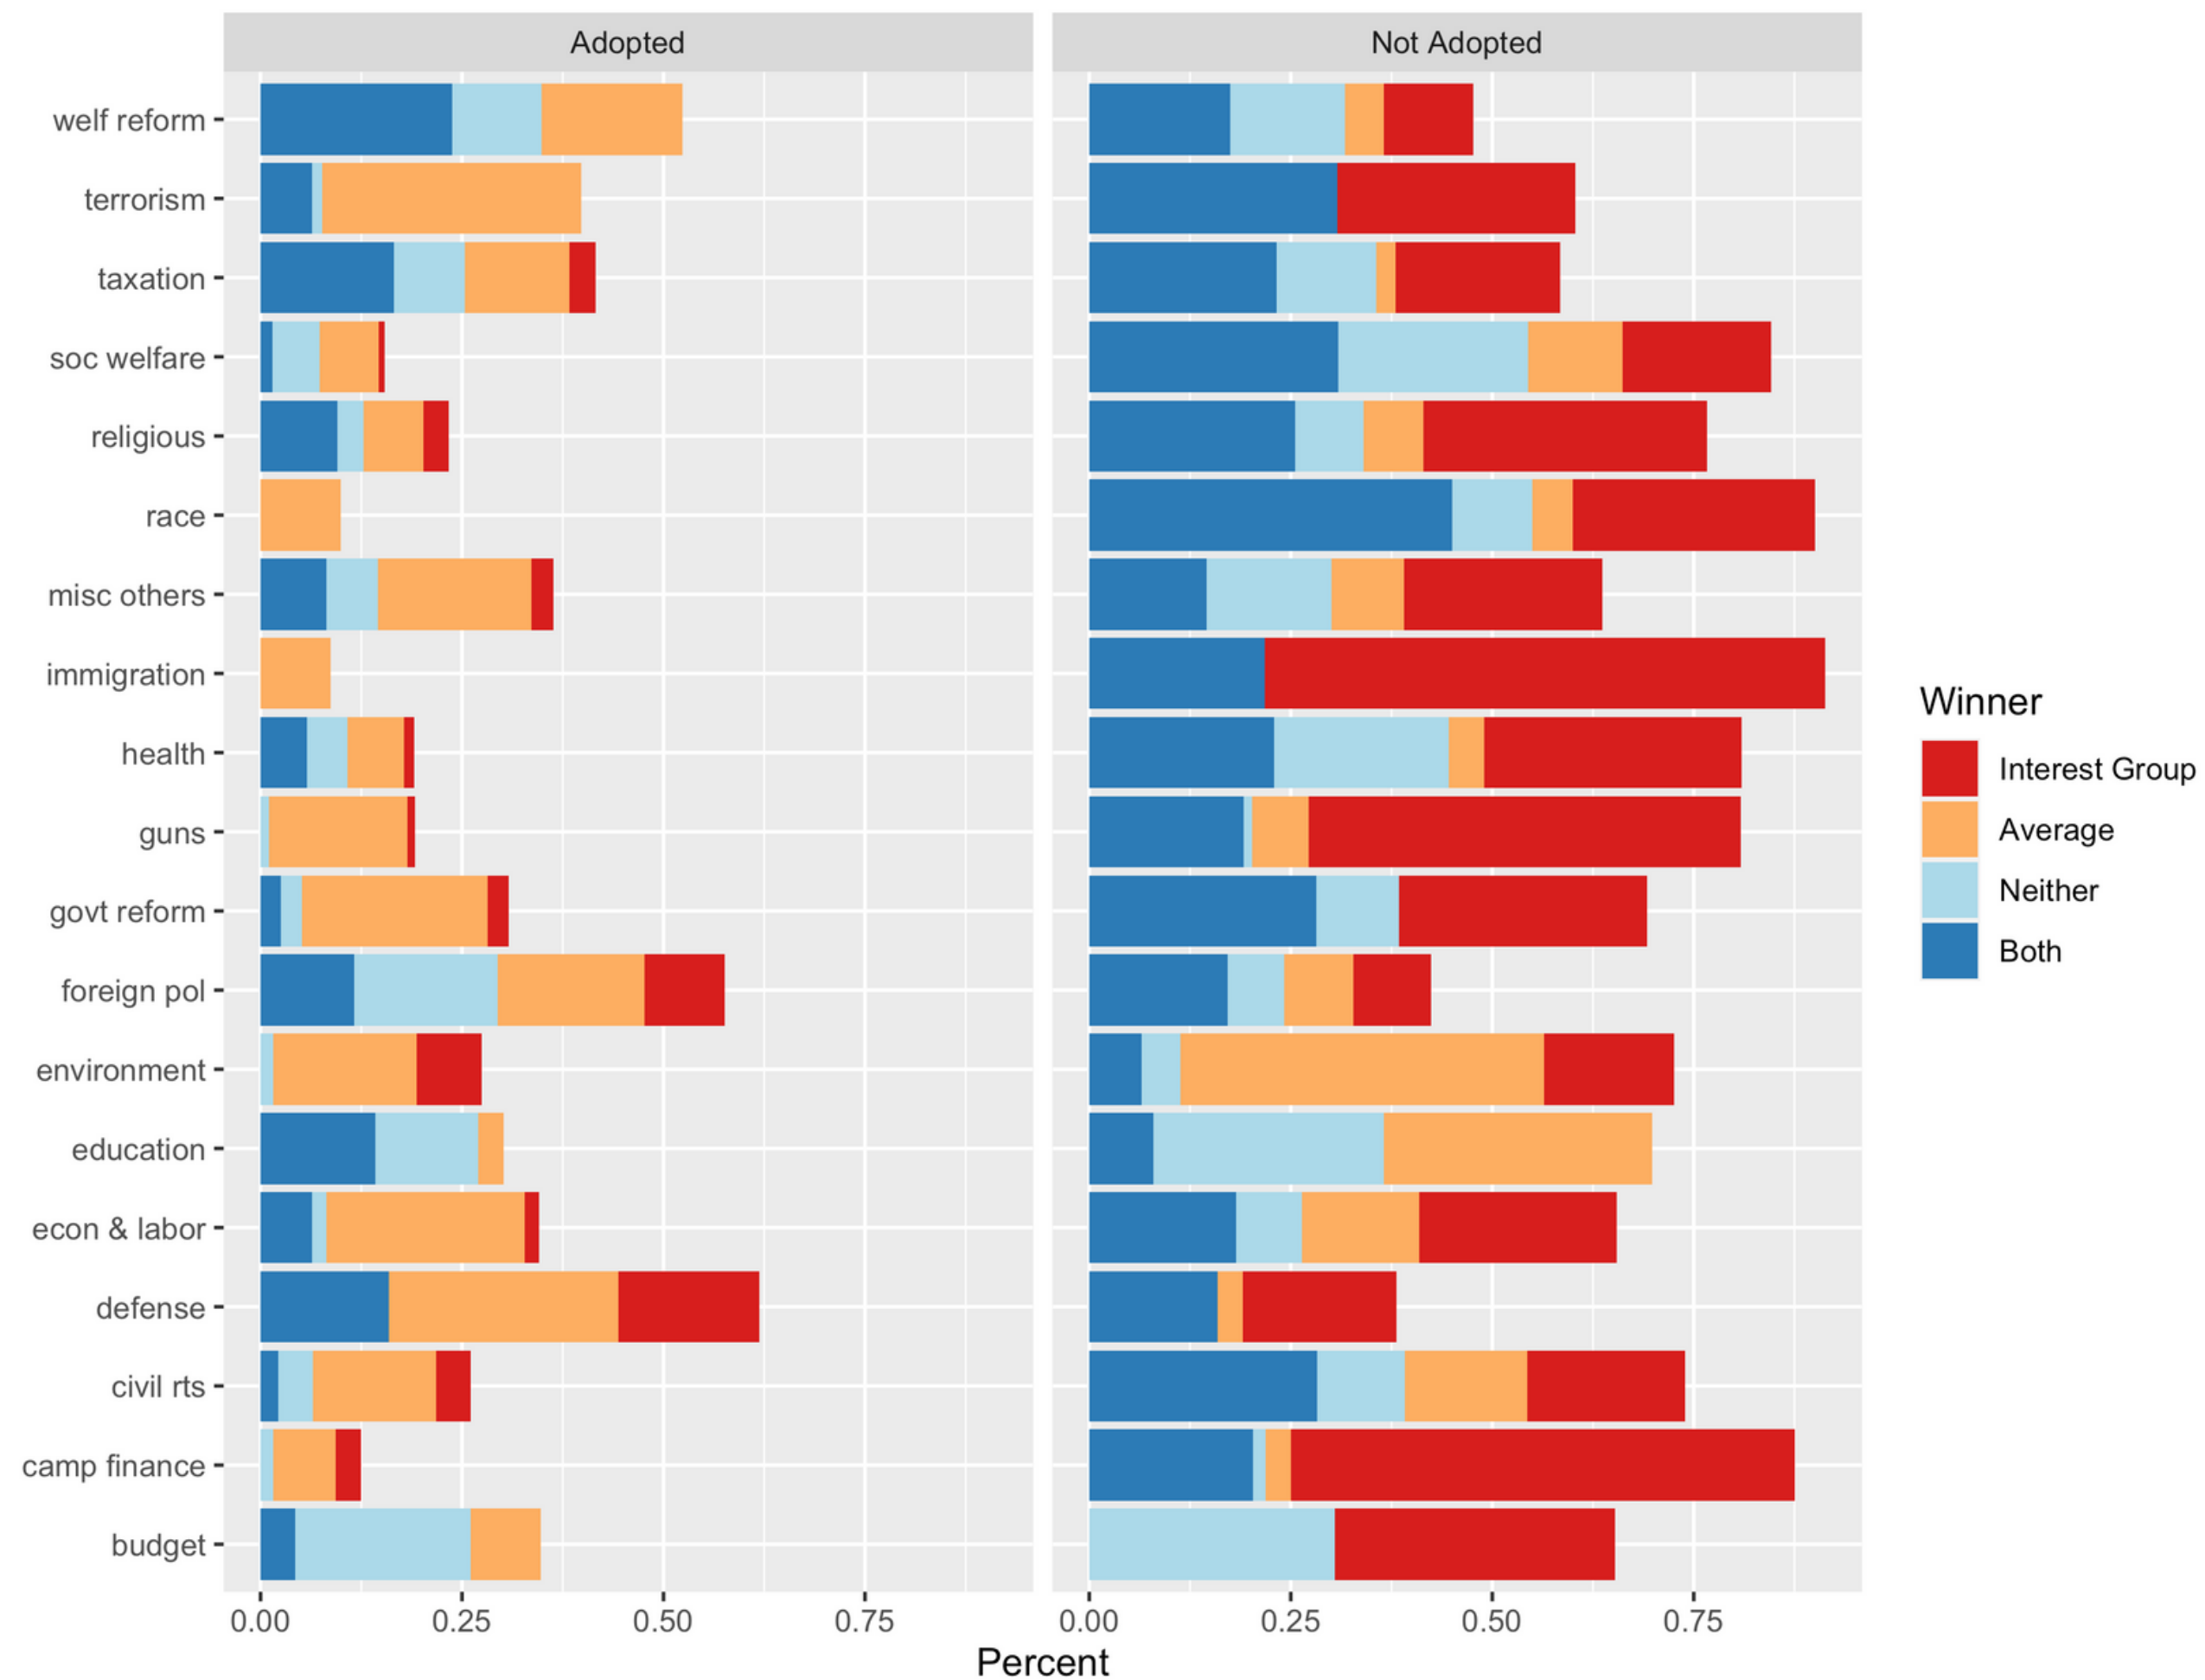 Adopted
Not Adopted
welf reform
terrorism
taxation
soc welfare
religious
race
misc others
immigration
health
guns
govt reform
foreign pol
environment
education
econ & labor
defense
civil rts
camp finance
budget
0.00 0.25 0.50 0.75
0.00 0.25 0.50 0.75
Percent
Winner
Interest Group
Average
Neither
Both